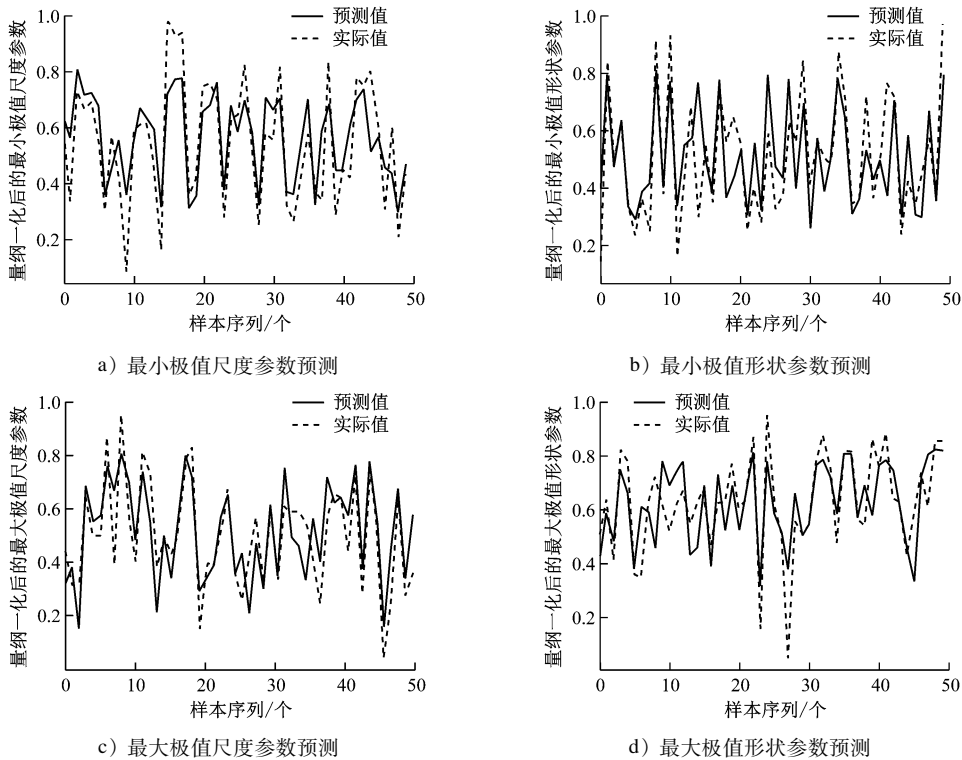 量纲一化后的最小极值尺度参数
1.0
0.8
0.6
0.4
0.2
预测值
实际值
0 10 20 30 40 50
样本序列/个
a）最小极值尺度参数预测
量纲一化后的最小极值形状参数
1.0
0.8
0.6
0.4
0.2
预测值
实际值
0 10 20 30 40 50
样本序列/个
b）最小极值形状参数预测
量纲一化后的最大极值尺度参数
1.0
0.8
0.6
0.4
0.2
预测值
实际值
0 10 20 30 40 50
样本序列/个
c）最大极值尺度参数预测
量纲一化后的最大极值形状参数
1.0
0.8
0.6
0.4
0.2
预测值
实际值
0 10 20 30 40 50
样本序列/个
d）最大极值形状参数预测